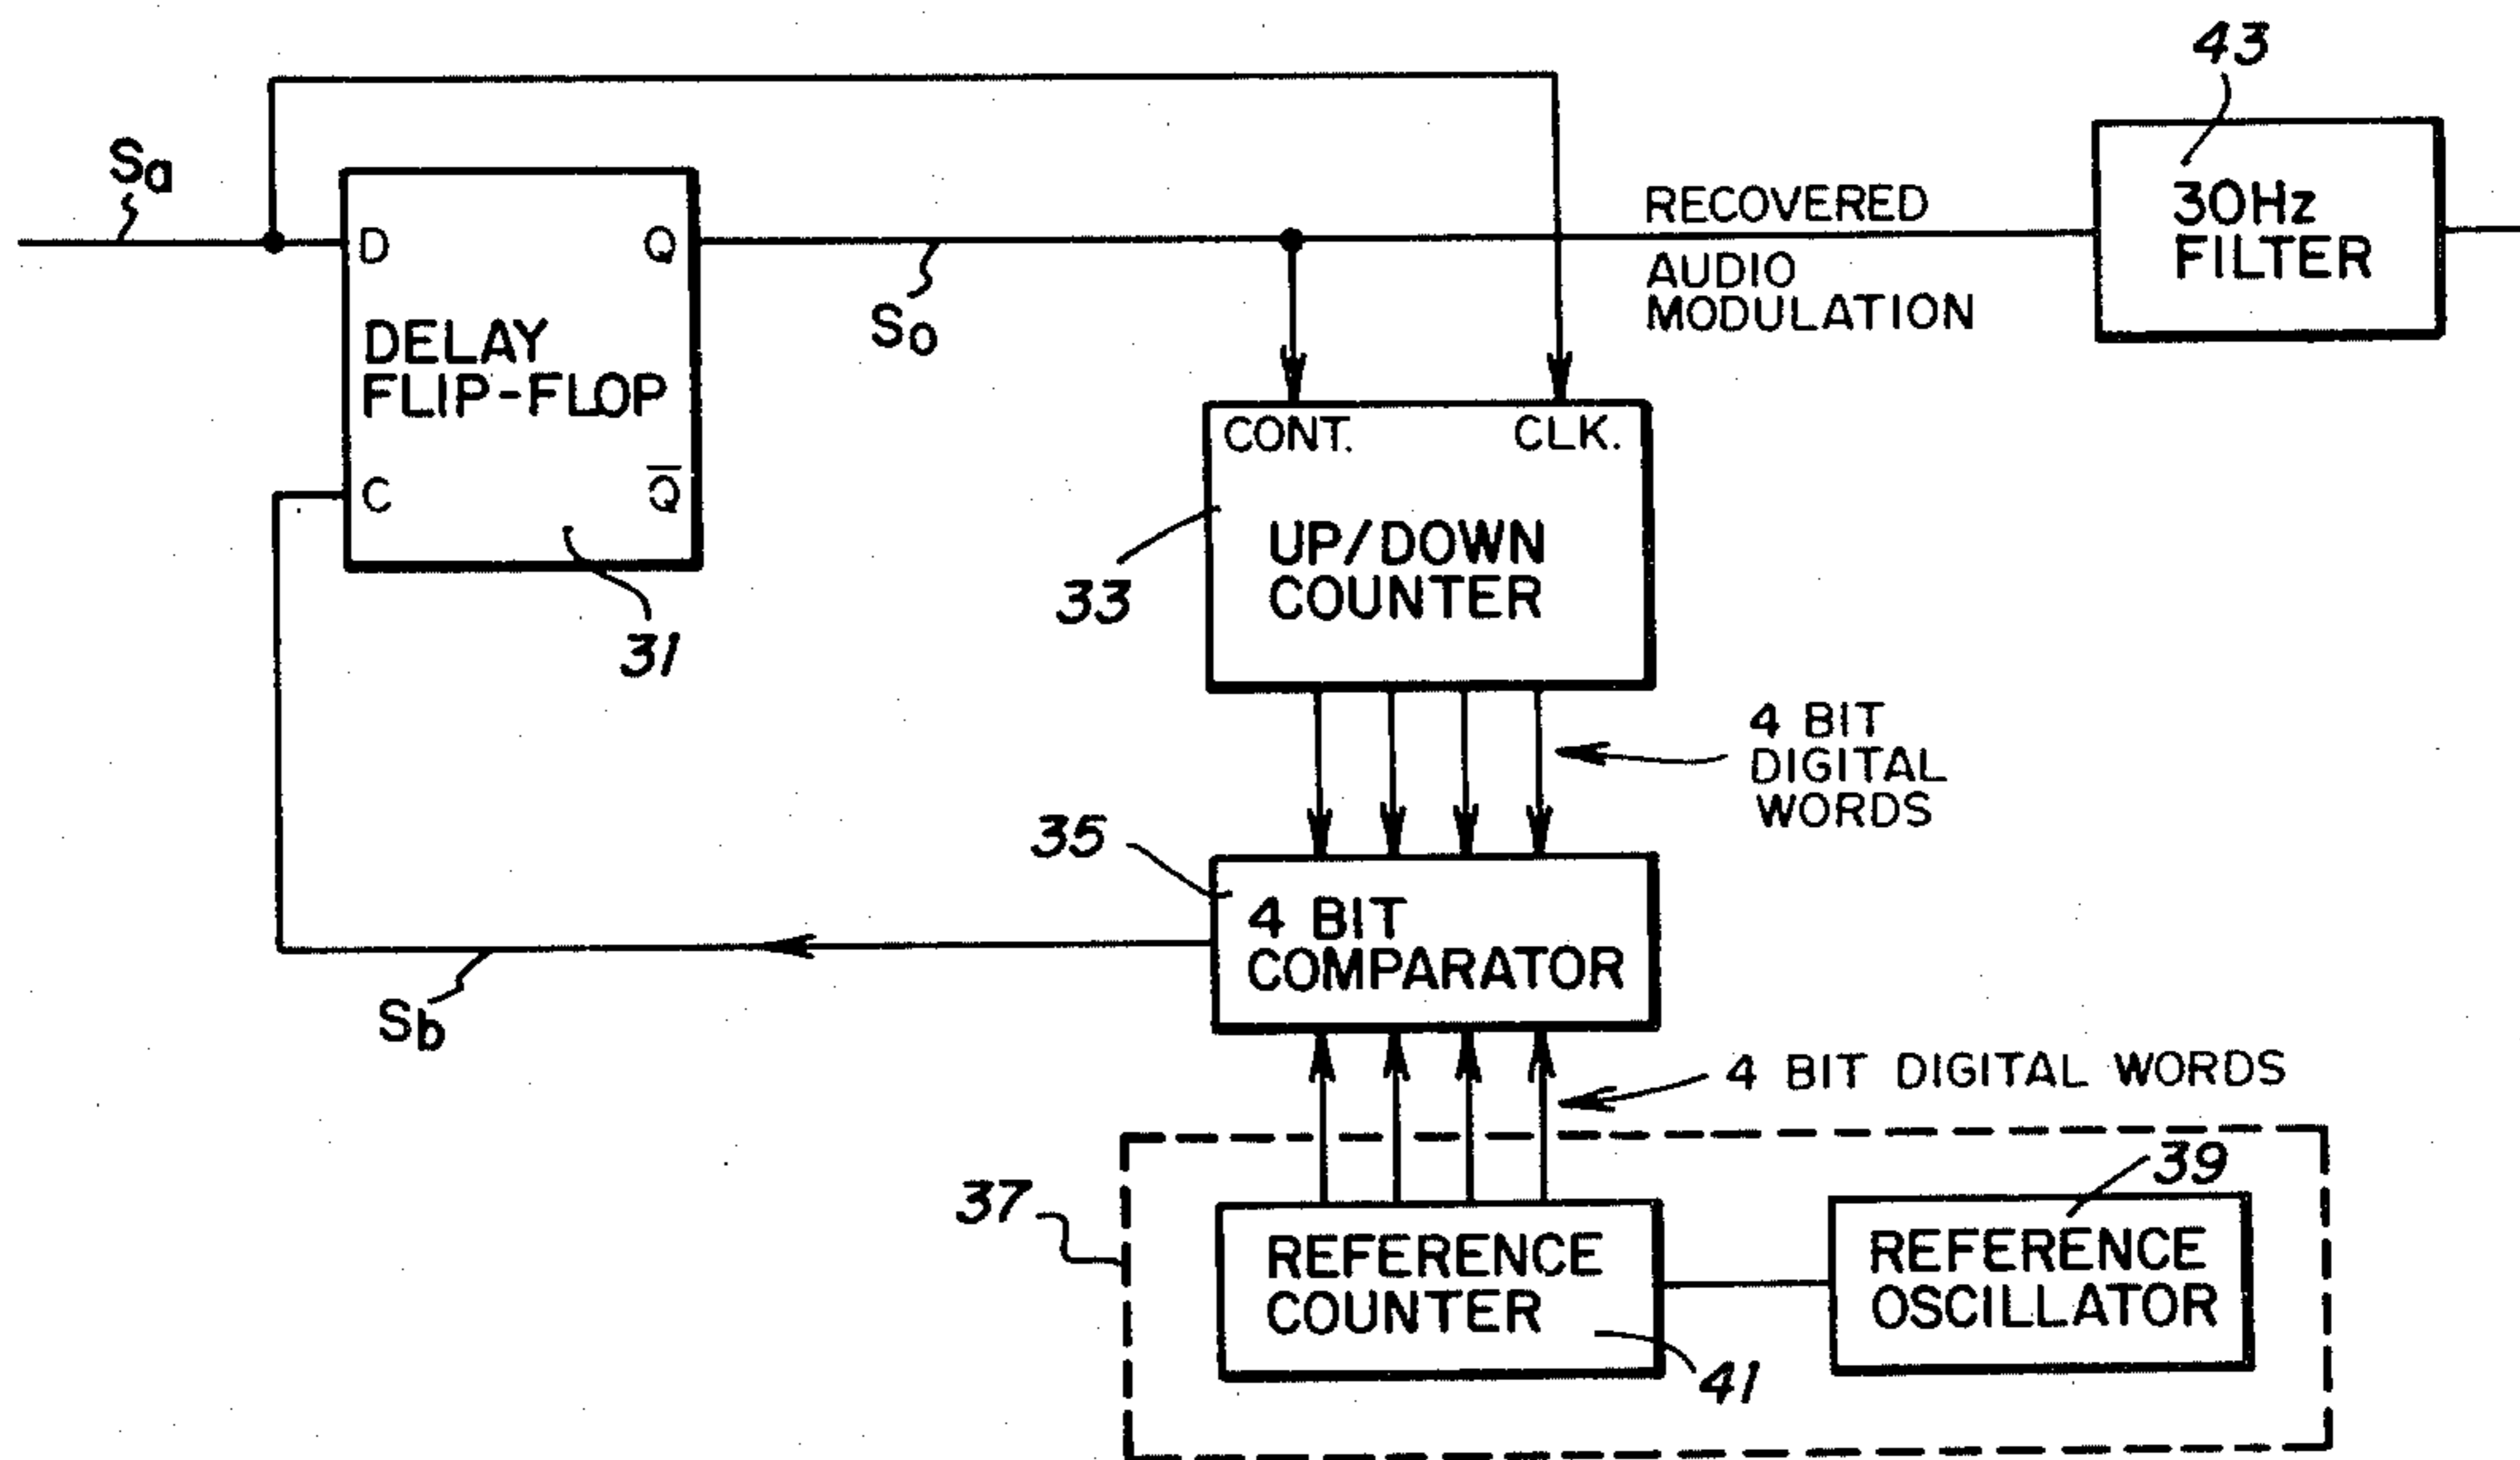 43
Sa
D
Q
DELAY
FLIP-FLOP
C
Q̅
31
So
RECOVERED
AUDIO
MODULATION
30Hz
FILTER
CONT.
CLK.
UP/DOWN
COUNTER
33
4 BIT
DIGITAL
WORDS
35
4 BIT
COMPARATOR
Sb
4 BIT DIGITAL WORDS
37
39
REFERENCE
COUNTER
REFERENCE
OSCILLATOR
41